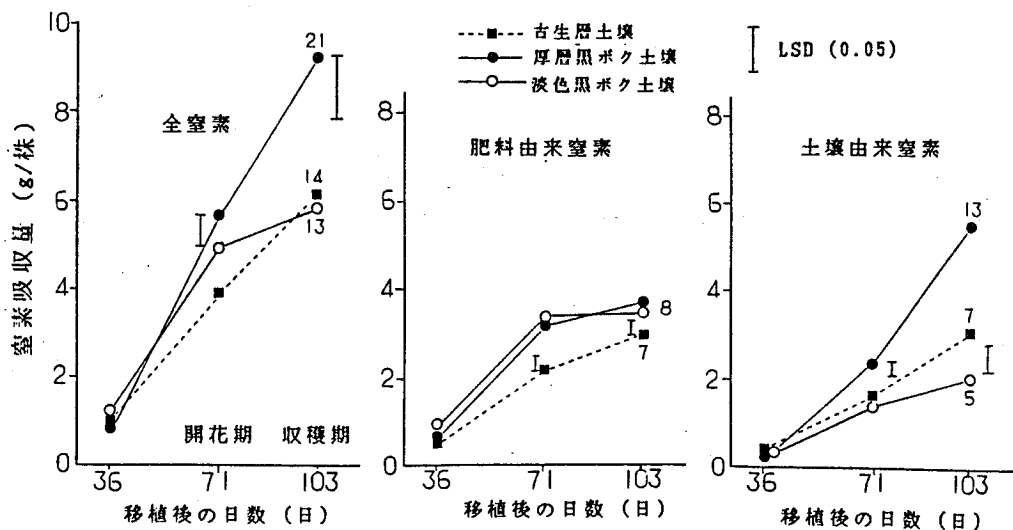 古生層土壌
厚層黒ボク土壌
淡色黒ボク土壌
LSD (0.05)
窒素吸収量 (g/株)
10
8
6
4
2
0
全窒素
21
14
13
開花期 収穫期
36 71 103
移植後の日数 (日)
8
6
4
2
0
肥料由来窒素
8
7
36 71 103
移植後の日数 (日)
8
6
4
2
0
土壌由来窒素
13
7
5
36 71 103
移植後の日数 (日)